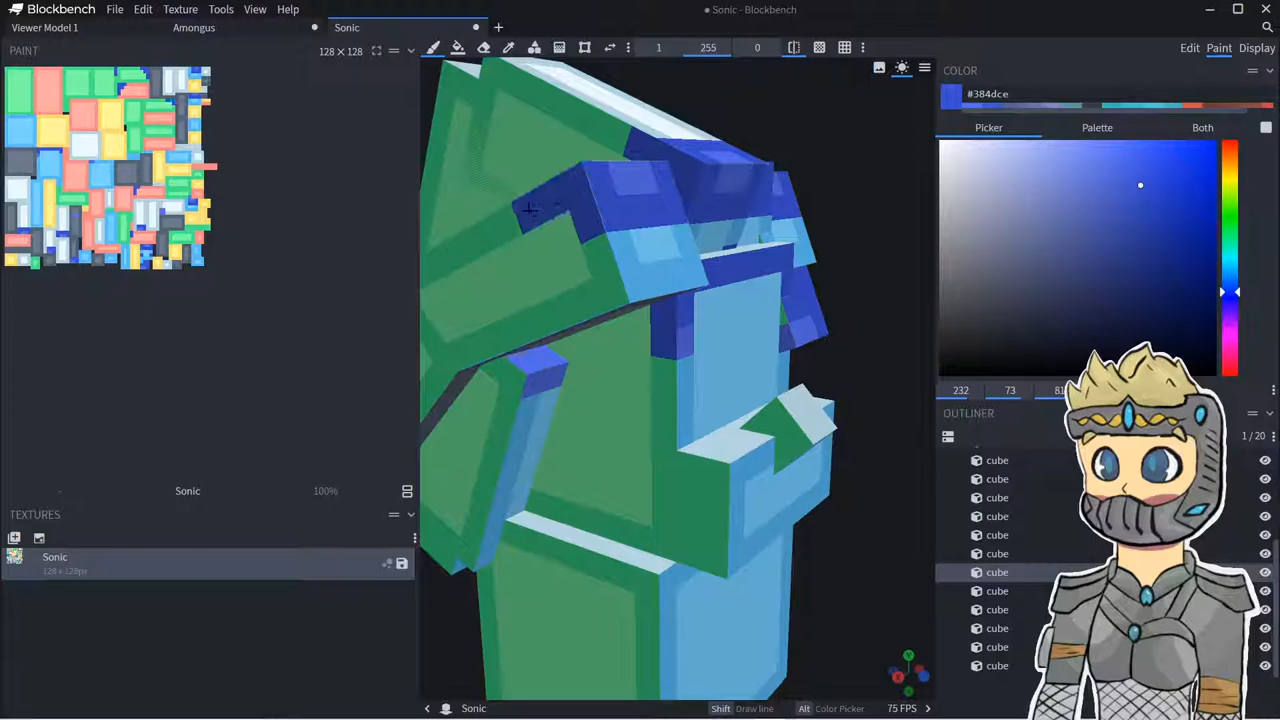 Blockbench File Edit Texture Tools View Help
● Sonic - Blockbench
Viewer Model 1 Amongus Sonic
PAINT 128 × 128
1 255 0
Edit Paint Display
COLOR
#384dce
Picker Palette Both
232 73
OUTLINER
1 / 20
cube
cube
cube
cube
cube
cube
cube
cube
cube
cube
cube
cube
- Sonic 100%
TEXTURES
Sonic
128 x 128px
Sonic Shift Draw line Alt Color Picker 75 FPS